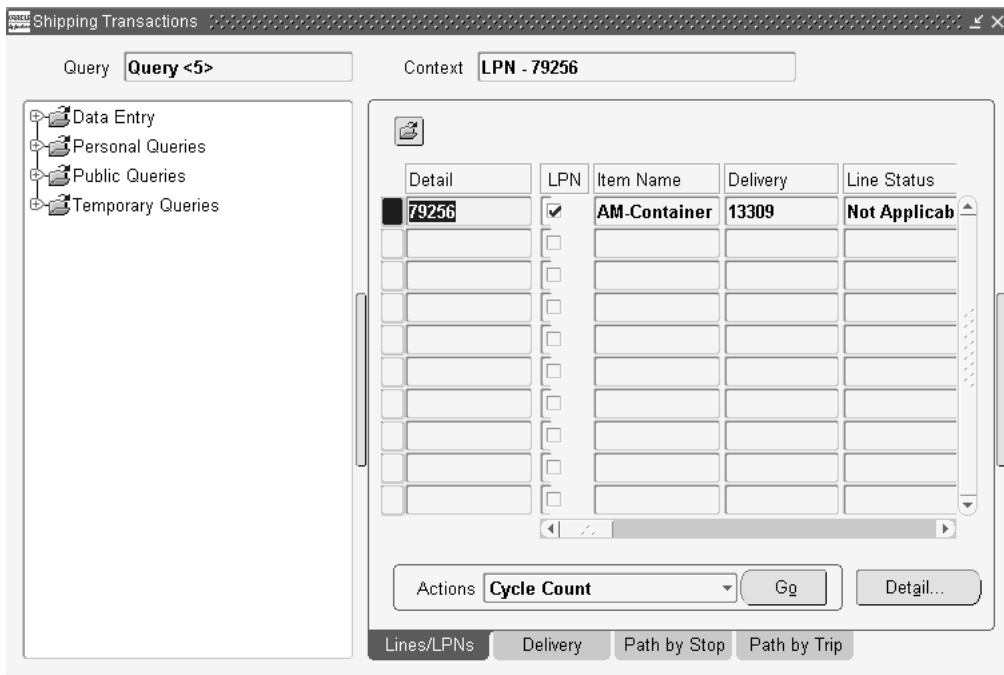 Shipping Transactions
Query Query <5> Context LPN - 79256
Data Entry
Personal Queries
Public Queries
Temporary Queries
Detail LPN Item Name Delivery Line Status
79256 AM-Container 13309 Not Applicab
Actions Cycle Count Go Detail...
Lines/LPNs Delivery Path by Stop Path by Trip